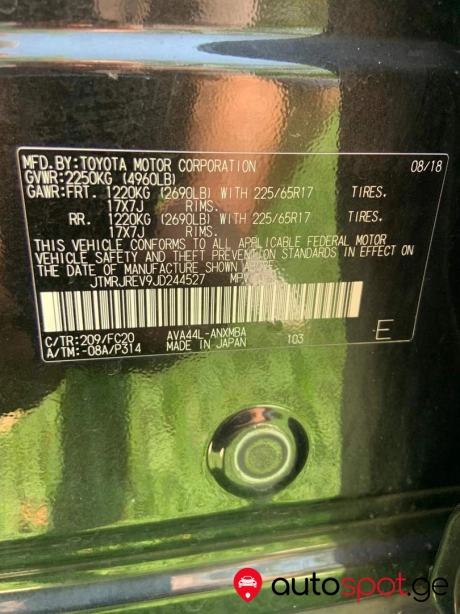 MFD.BY:TOYOTA MOTOR CORPORATION 08/18
GVWR:2250KG (4960LB)
GAWR:FRT. 1220KG (2690LB) WITH 225/65R17 TIRES.
17X7J RIMS.
RR. 1220KG (2690LB) WITH 225/65R17 TIRES.
17X7J RIMS.
THIS VEHICLE CONFORMS TO ALL APPLICABLE FEDERAL MOTOR
VEHICLE SAFETY AND THEFT PREVENTION STANDARDS IN EFFECT ON
THE DATE OF MANUFACTURE SHOWN ABOVE.
JTMRJREV9JD244527 MPV
C/TR:209/FC20 AVA44L-ANXMBA
A/TM:-08A/P314 MADE IN JAPAN 103 E
autospot.ge